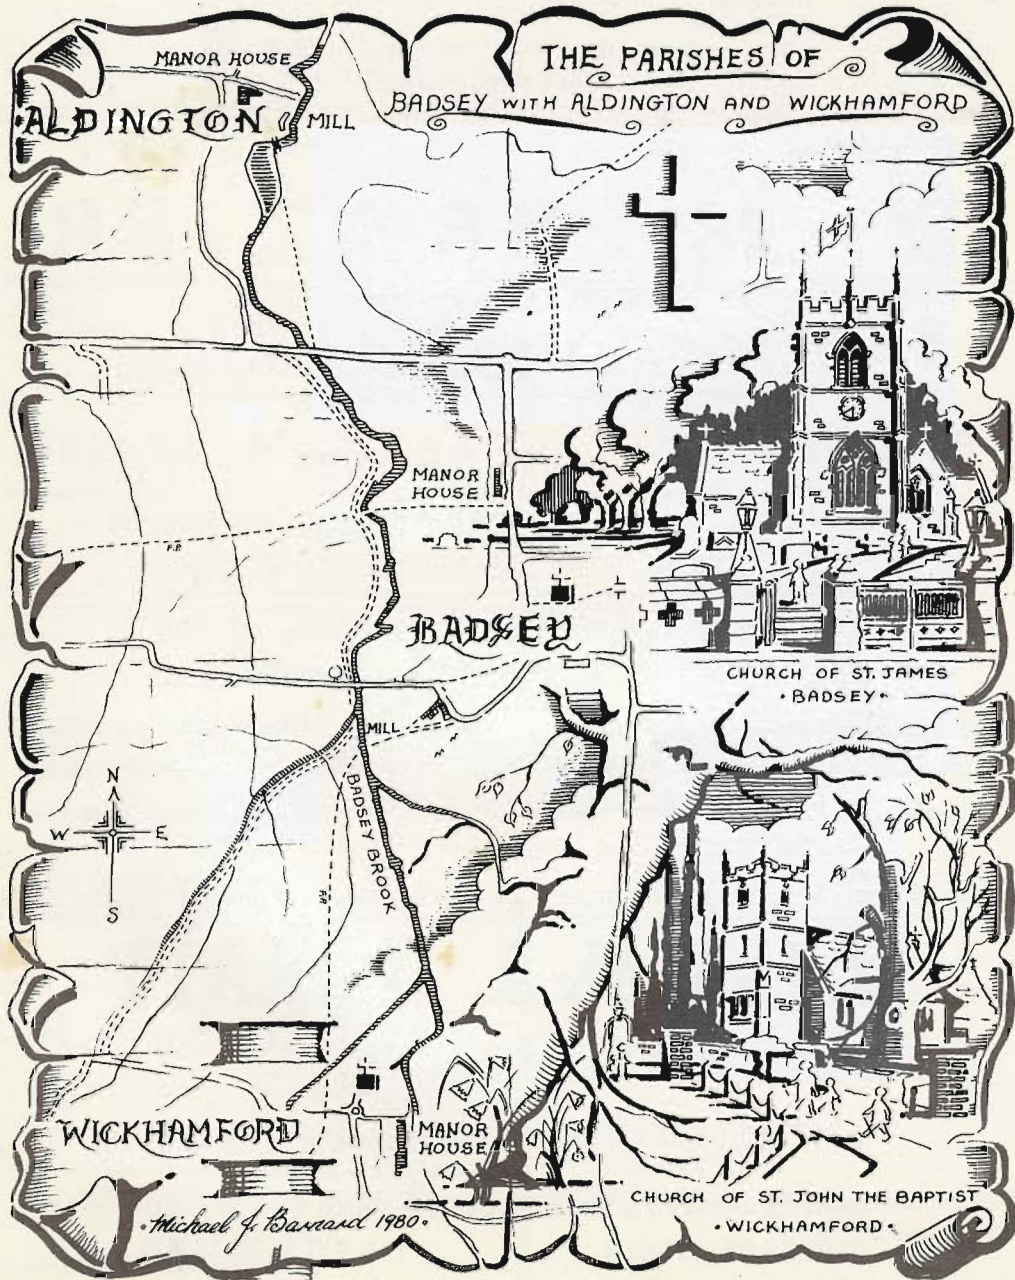 THE PARISHES OF
BADSEY WITH ALDINGTON AND WICKHAMFORD
MANOR HOUSE
ALDINGTON
MILL
MANOR
HOUSE
F.P.
BADSEY
CHURCH OF ST. JAMES
• BADSEY •
MILL
N
W E
S
BADSEY BROOK
F.P.
WICKHAMFORD
MANOR
HOUSE
CHURCH OF ST. JOHN THE BAPTIST
• WICKHAMFORD •
• Michael J. Barnard 1980 •